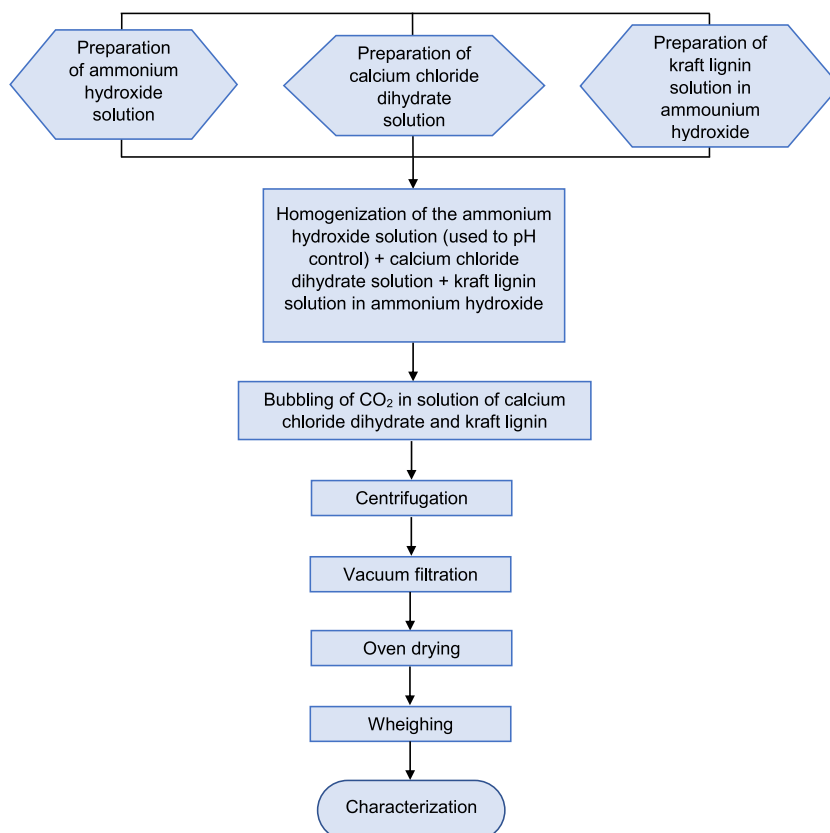 Preparation
of ammonium
hydroxide
solution
Preparation of
calcium chloride
dihydrate
solution
Preparation of
kraft lignin
solution in
ammounium
hydroxide
Homogenization of the ammonium
hydroxide solution (used to pH
control) + calcium chloride
dihydrate solution + kraft lignin
solution in ammonium hydroxide
Bubbling of CO₂ in solution of calcium
chloride dihydrate and kraft lignin
Centrifugation
Vacuum filtration
Oven drying
Wheighing
Characterization